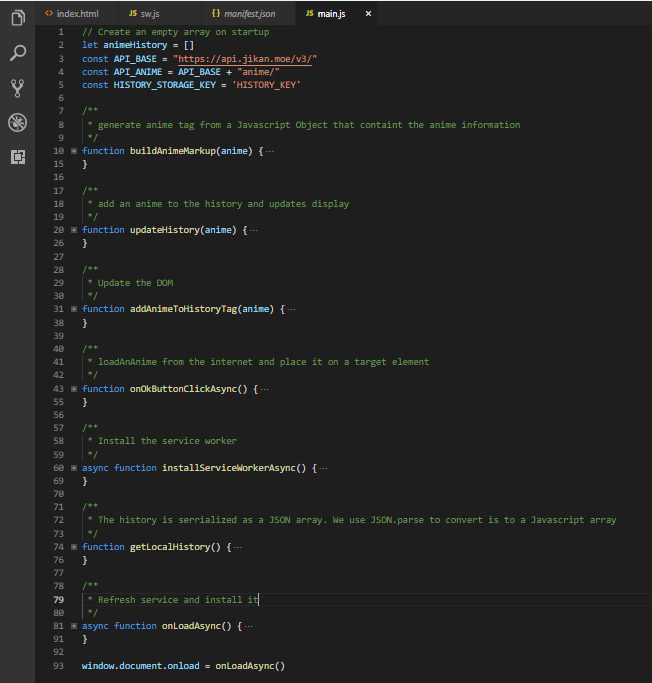 index.html JS sw.js {} manifest.json JS main.js ×
1 // Create an empty array on startup
2 let animeHistory = []
3 const API_BASE = "https://api.jikan.moe/v3/"
4 const API_ANIME = API_BASE + "anime/"
5 const HISTORY_STORAGE_KEY = 'HISTORY_KEY'
6
7 /**
8 * generate anime tag from a Javascript Object that containt the anime information
9 */
10 function buildAnimeMarkup(anime) {…
15 }
16
17 /**
18 * add an anime to the history and updates display
19 */
20 function updateHistory(anime) {…
26 }
27
28 /**
29 * Update the DOM
30 */
31 function addAnimeToHistoryTag(anime) {…
38 }
39
40 /**
41 * loadAnAnime from the internet and place it on a target element
42 */
43 function onOkButtonClickAsync() {…
55 }
56
57 /**
58 * Install the service worker
59 */
60 async function installServiceWorkerAsync() {…
69 }
70
71 /**
72 * The history is serrialized as a JSON array. We use JSON.parse to convert is to a Javascript array
73 */
74 function getLocalHistory() {…
76 }
77
78 /**
79 * Refresh service and install it
80 */
81 async function onLoadAsync() {…
91 }
92
93 window.document.onload = onLoadAsync()